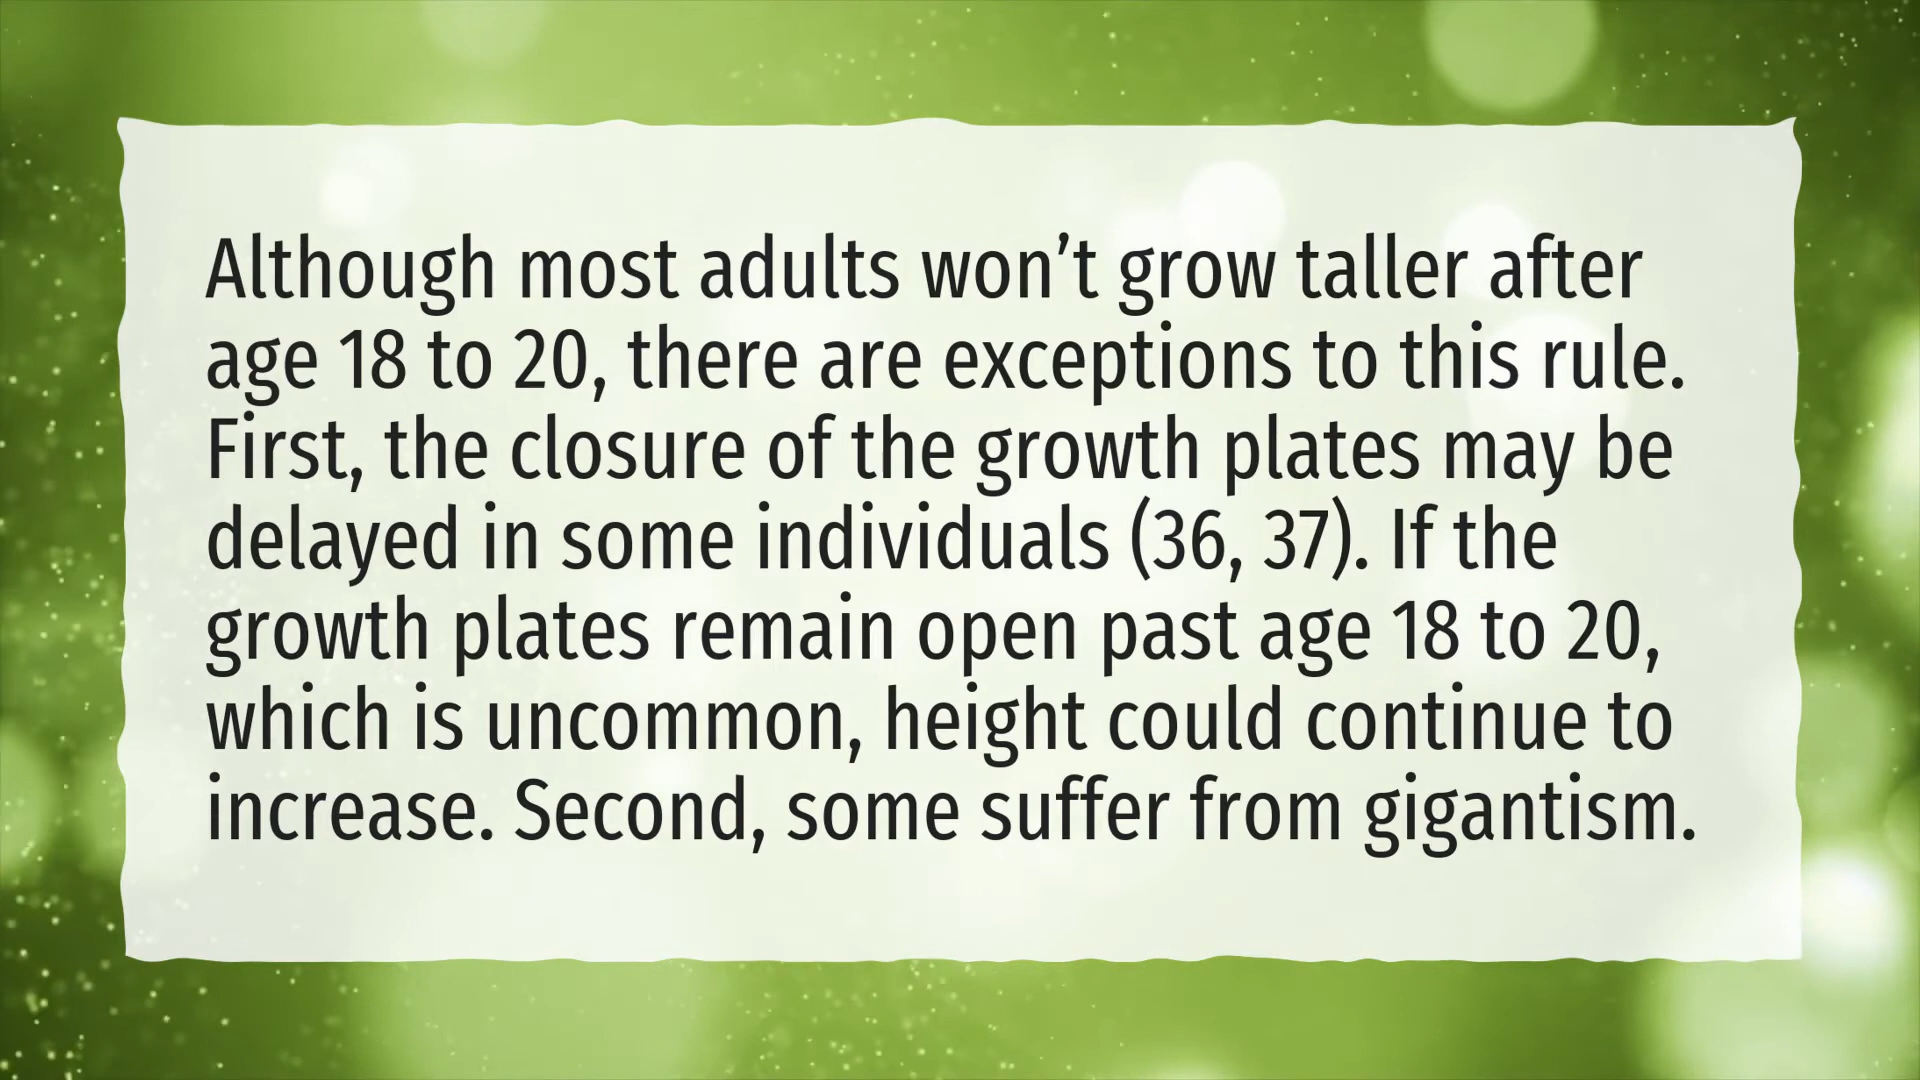 Although most adults won’t grow taller after
age 18 to 20, there are exceptions to this rule.
First, the closure of the growth plates may be
delayed in some individuals (36, 37). If the
growth plates remain open past age 18 to 20,
which is uncommon, height could continue to
increase. Second, some suffer from gigantism.